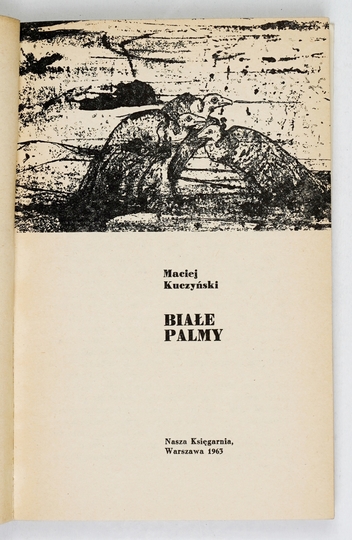 Maciej
Kuczyński
BIAŁE
PALMY
Nasza Księgarnia,
Warszawa 1963